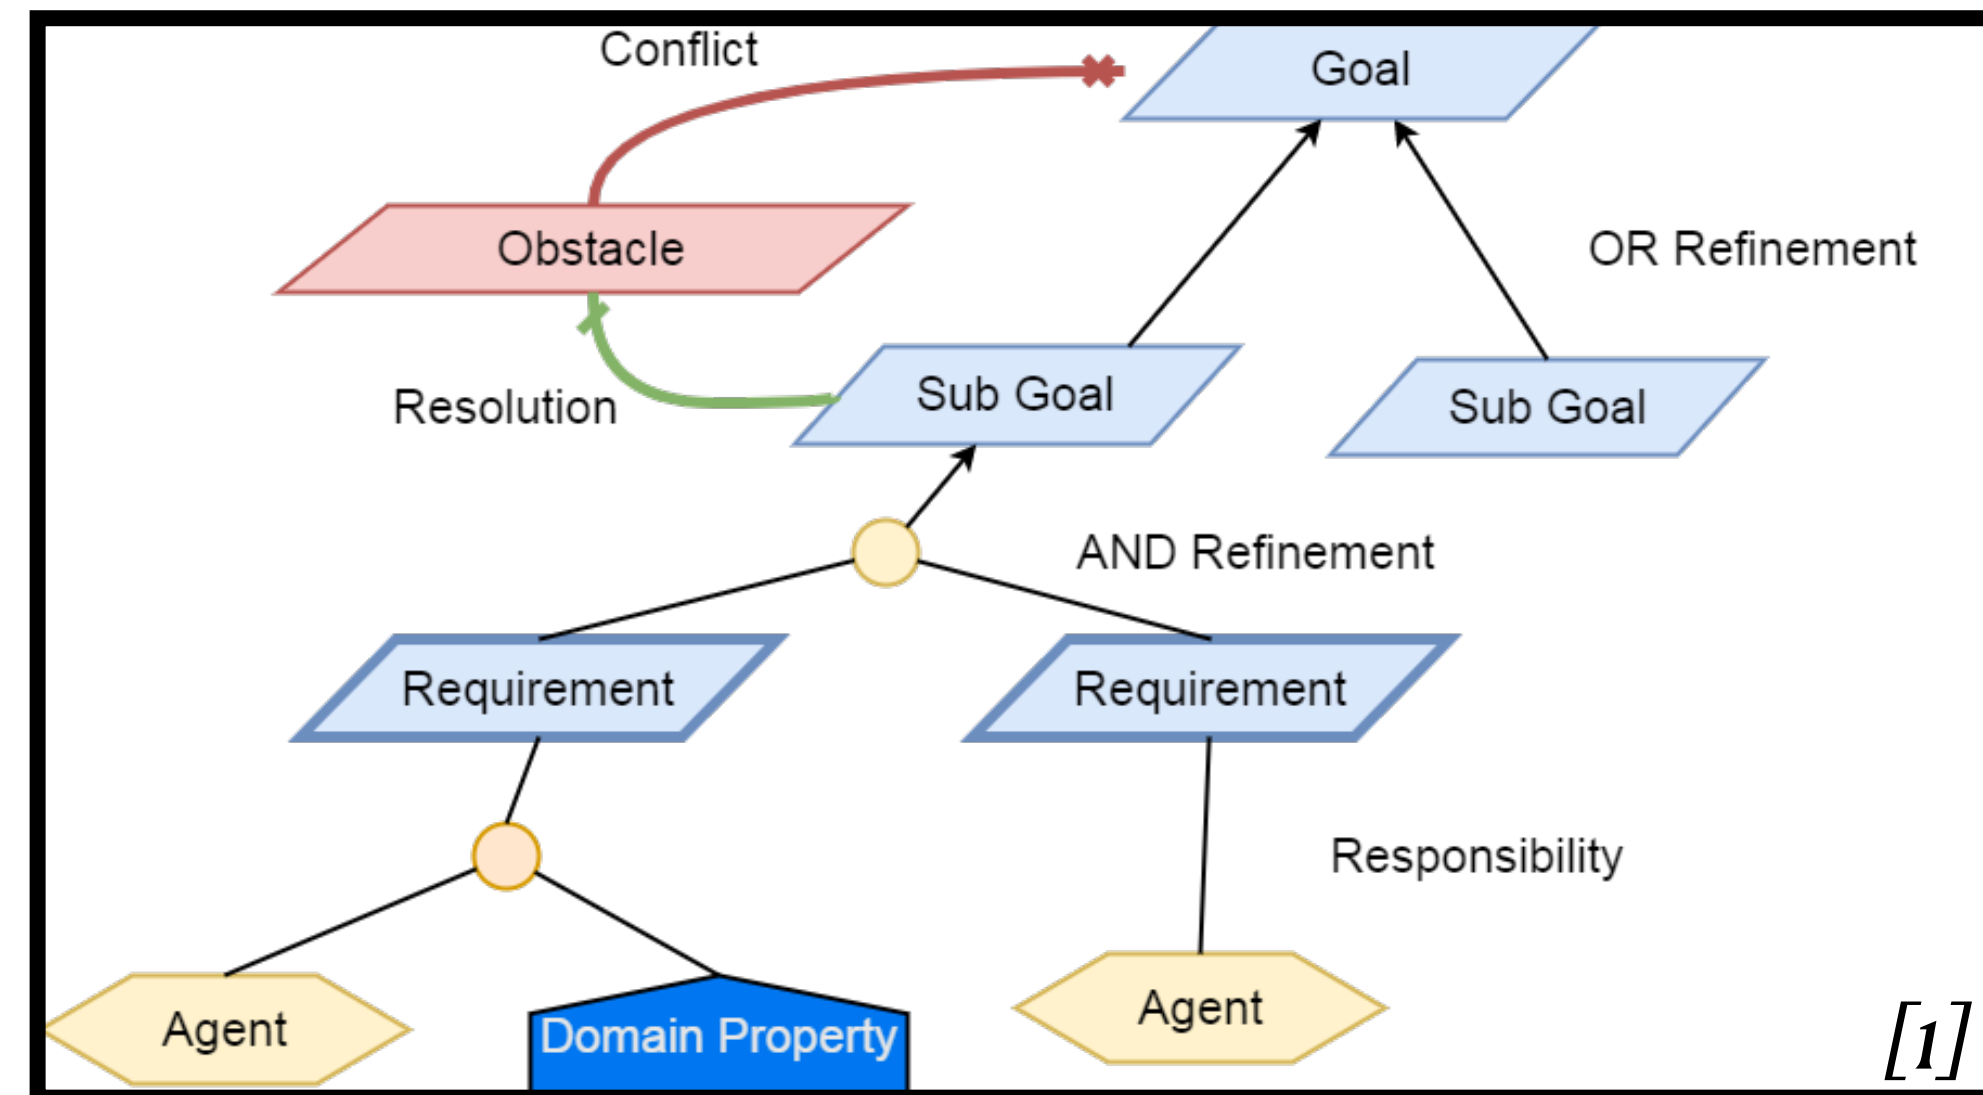 Conflict
Goal
Obstacle
OR Refinement
Sub Goal
Resolution
Sub Goal
AND Refinement
Requirement
Requirement
Responsibility
Agent
Domain Property
Agent
[1]